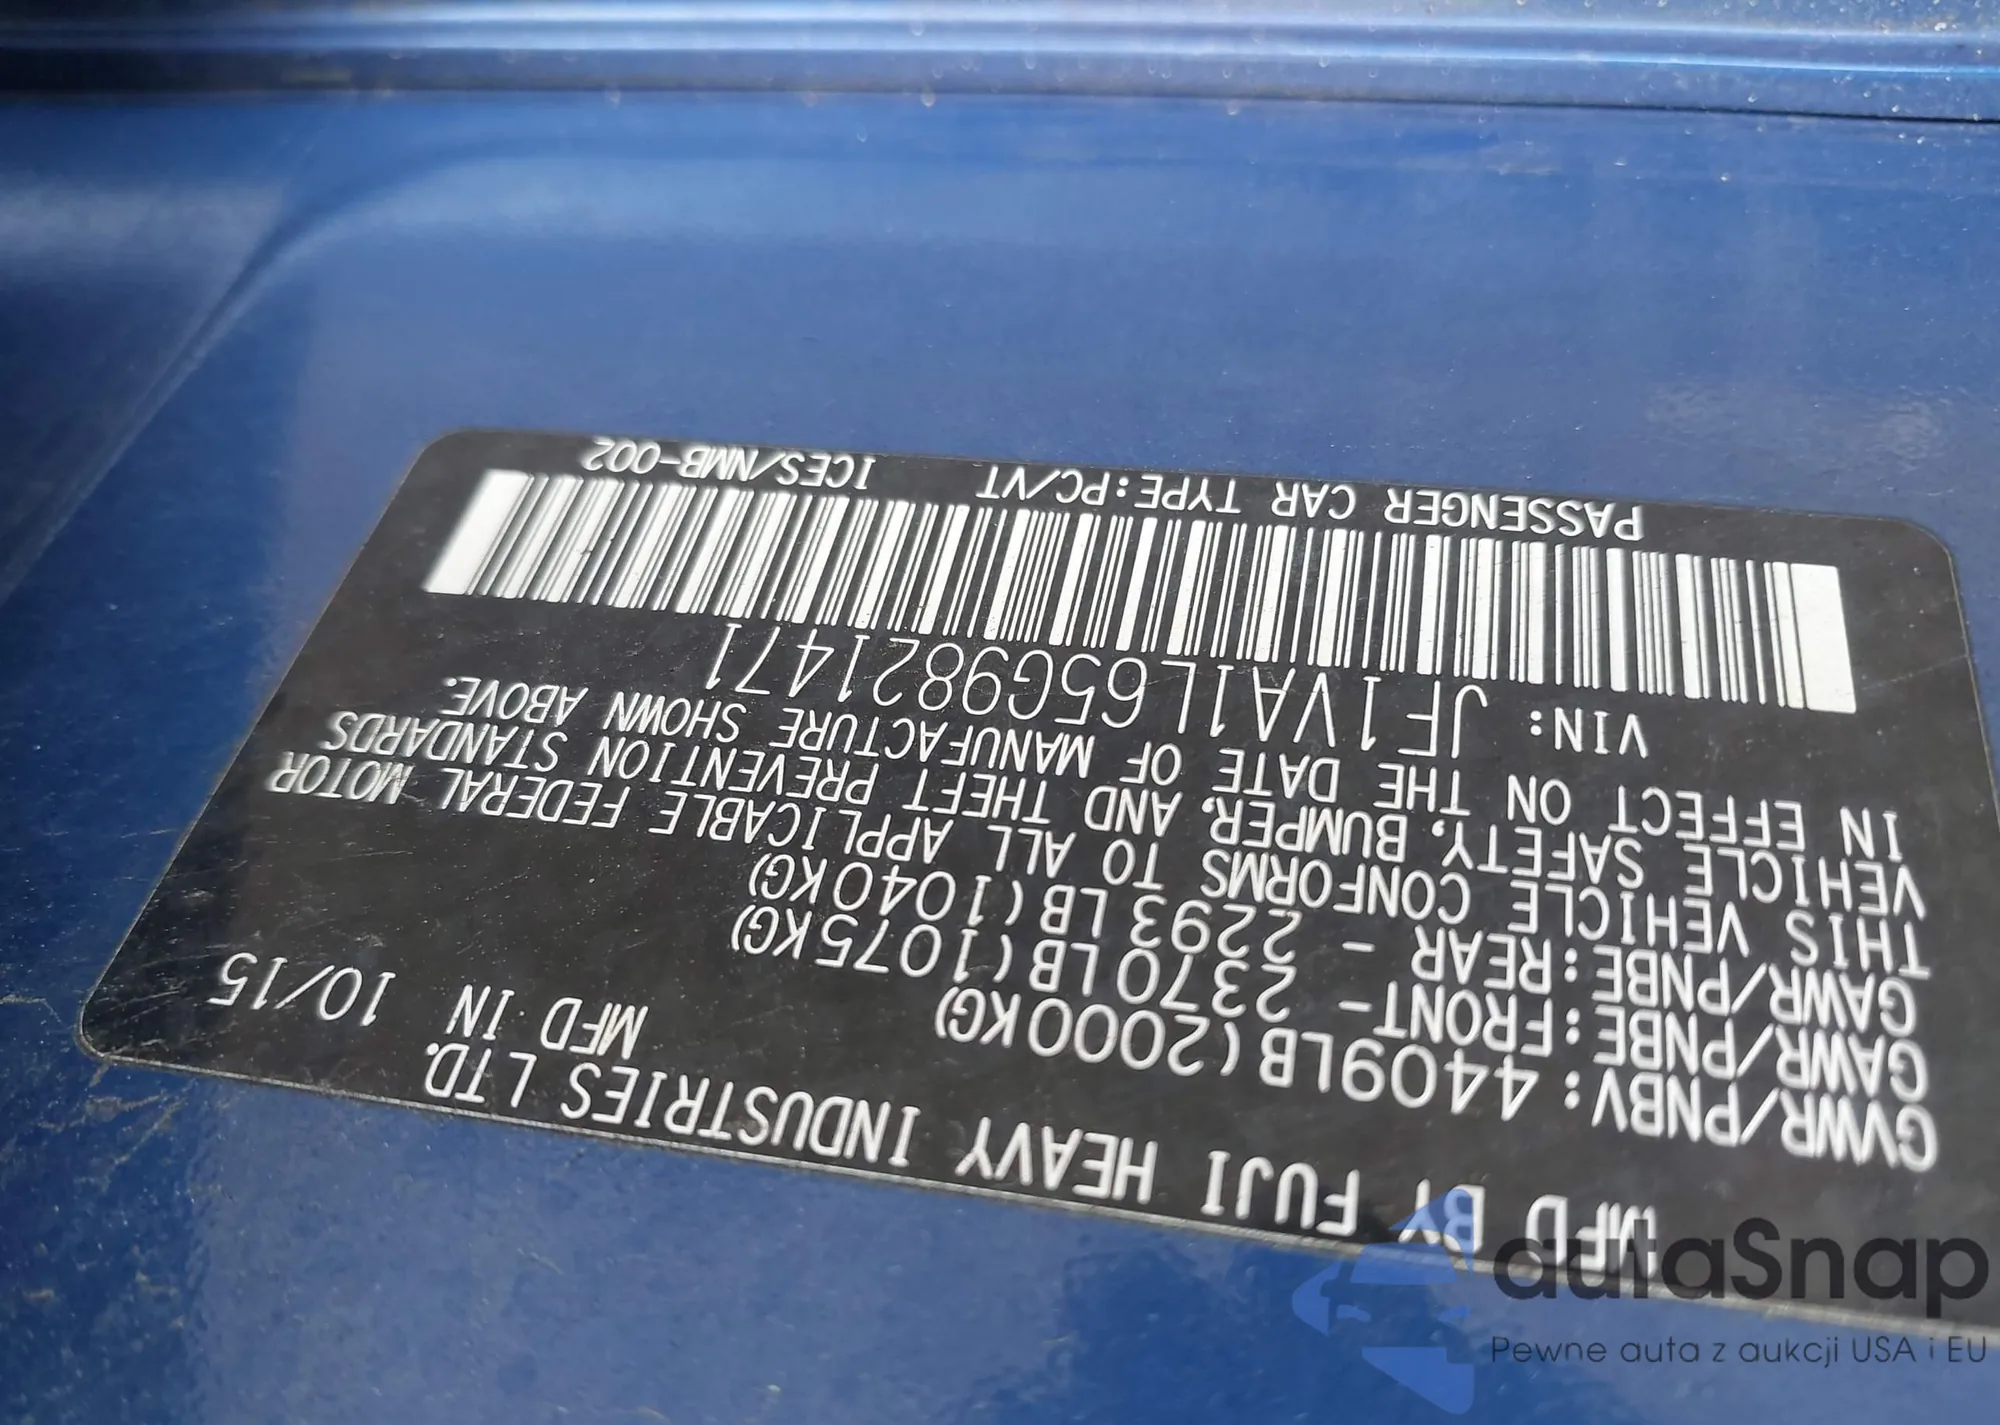 MFD BY FUJI HEAVY INDUSTRIES LTD.
MFD IN 10/15
GVWR/PNBV: 4409LB(2000KG)
GAWR/PNBE:FRONT- 2370LB(1075KG)
GAWR/PNBE:REAR - 2293LB(1040KG)
THIS VEHICLE CONFORMS TO ALL APPLICABLE FEDERAL MOTOR
VEHICLE SAFETY, BUMPER, AND THEFT PREVENTION STANDARDS
IN EFFECT ON THE DATE OF MANUFACTURE SHOWN ABOVE.
VIN: JF1VA1L65G9821471
PASSENGER CAR TYPE:PC/VT ICES/NMB-002
autaSnap
Pewne auta z aukcji USA i EU